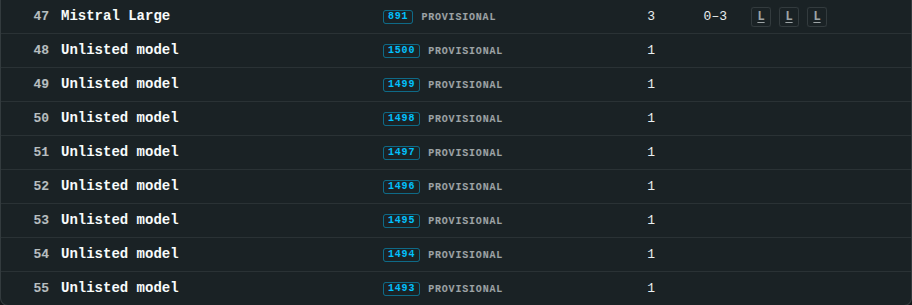 47 Mistral Large 891 PROVISIONAL 3 0–3 L L L
48 Unlisted model 1500 PROVISIONAL 1
49 Unlisted model 1499 PROVISIONAL 1
50 Unlisted model 1498 PROVISIONAL 1
51 Unlisted model 1497 PROVISIONAL 1
52 Unlisted model 1496 PROVISIONAL 1
53 Unlisted model 1495 PROVISIONAL 1
54 Unlisted model 1494 PROVISIONAL 1
55 Unlisted model 1493 PROVISIONAL 1